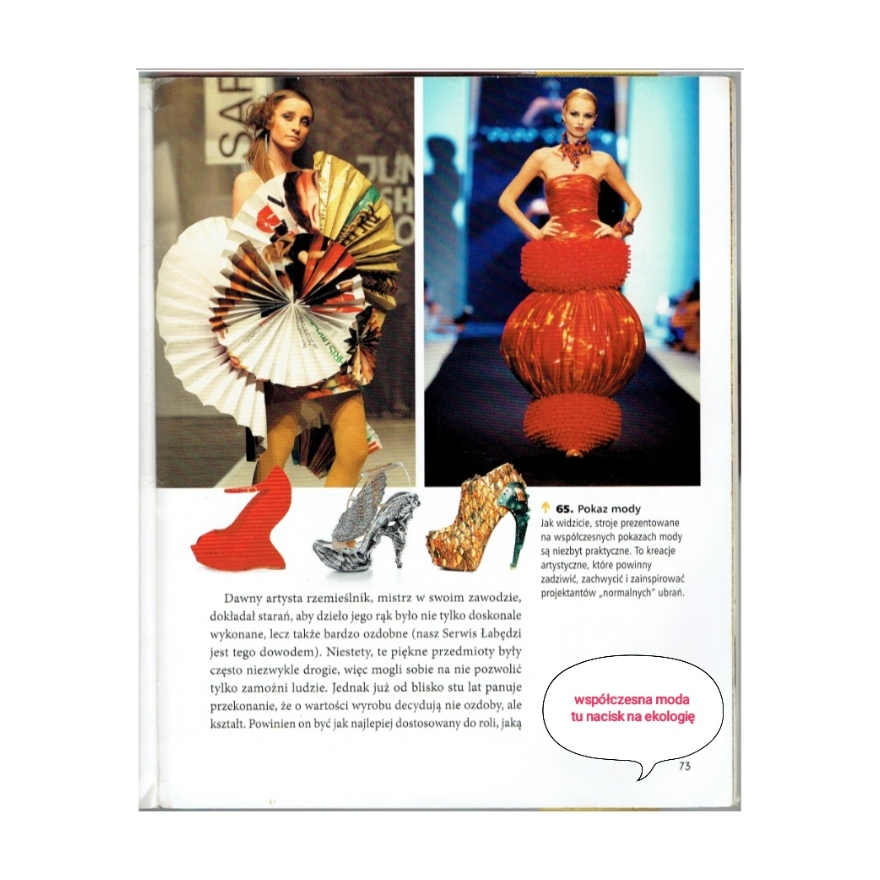 SAF
JUN
SH
O
65. Pokaz mody
Jak widzicie, stroje prezentowane
na współczesnych pokazach mody
są niezbyt praktyczne. To kreacje
artystyczne, które powinny
zadziwić, zachwycić i zainspirować
projektantów „normalnych” ubrań.
Dawny artysta rzemieślnik, mistrz w swoim zawodzie,
dokładał starań, aby dzieło jego rąk było nie tylko doskonale
wykonane, lecz także bardzo ozdobne (nasz Serwis Łabędzi
jest tego dowodem). Niestety, te piękne przedmioty były
często niezwykle drogie, więc mogli sobie na nie pozwolić
tylko zamożni ludzie. Jednak już od blisko stu lat panuje
przekonanie, że o wartości wyrobu decydują nie ozdoby, ale
kształt. Powinien on być jak najlepiej dostosowany do roli, jaką
współczesna moda
tu nacisk na ekologię
73